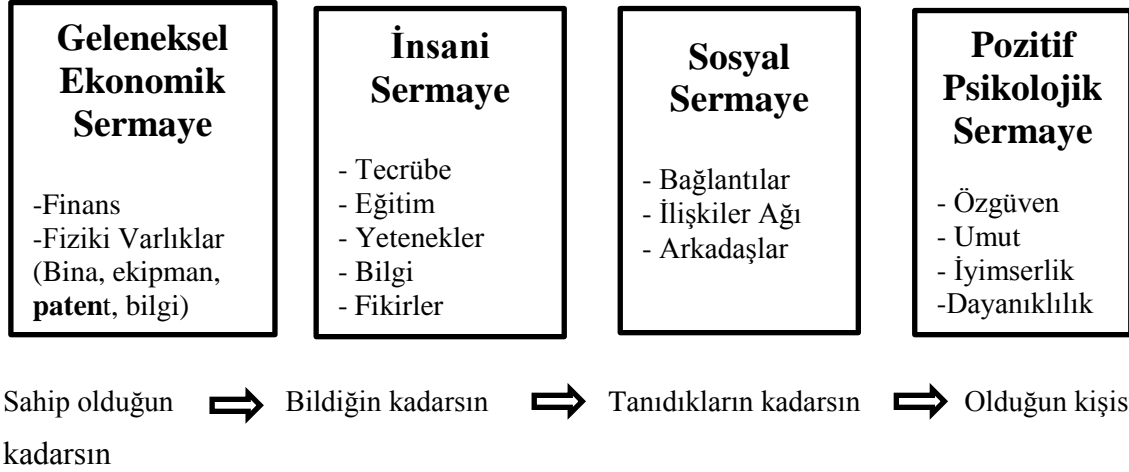 Geleneksel
Ekonomik
Sermaye
-Finans
-Fiziki Varlıklar
(Bina, ekipman,
patent, bilgi)
İnsani
Sermaye
- Tecrübe
- Eğitim
- Yetenekler
- Bilgi
- Fikirler
Sosyal
Sermaye
- Bağlantılar
- İlişkiler Ağı
- Arkadaşlar
Pozitif
Psikolojik
Sermaye
- Özgüven
- Umut
- İyimserlik
-Dayanıklılık
Sahip olduğun
kadarsın
Bildiğin kadarsın
Tanıdıkların kadarsın
Olduğun kişis